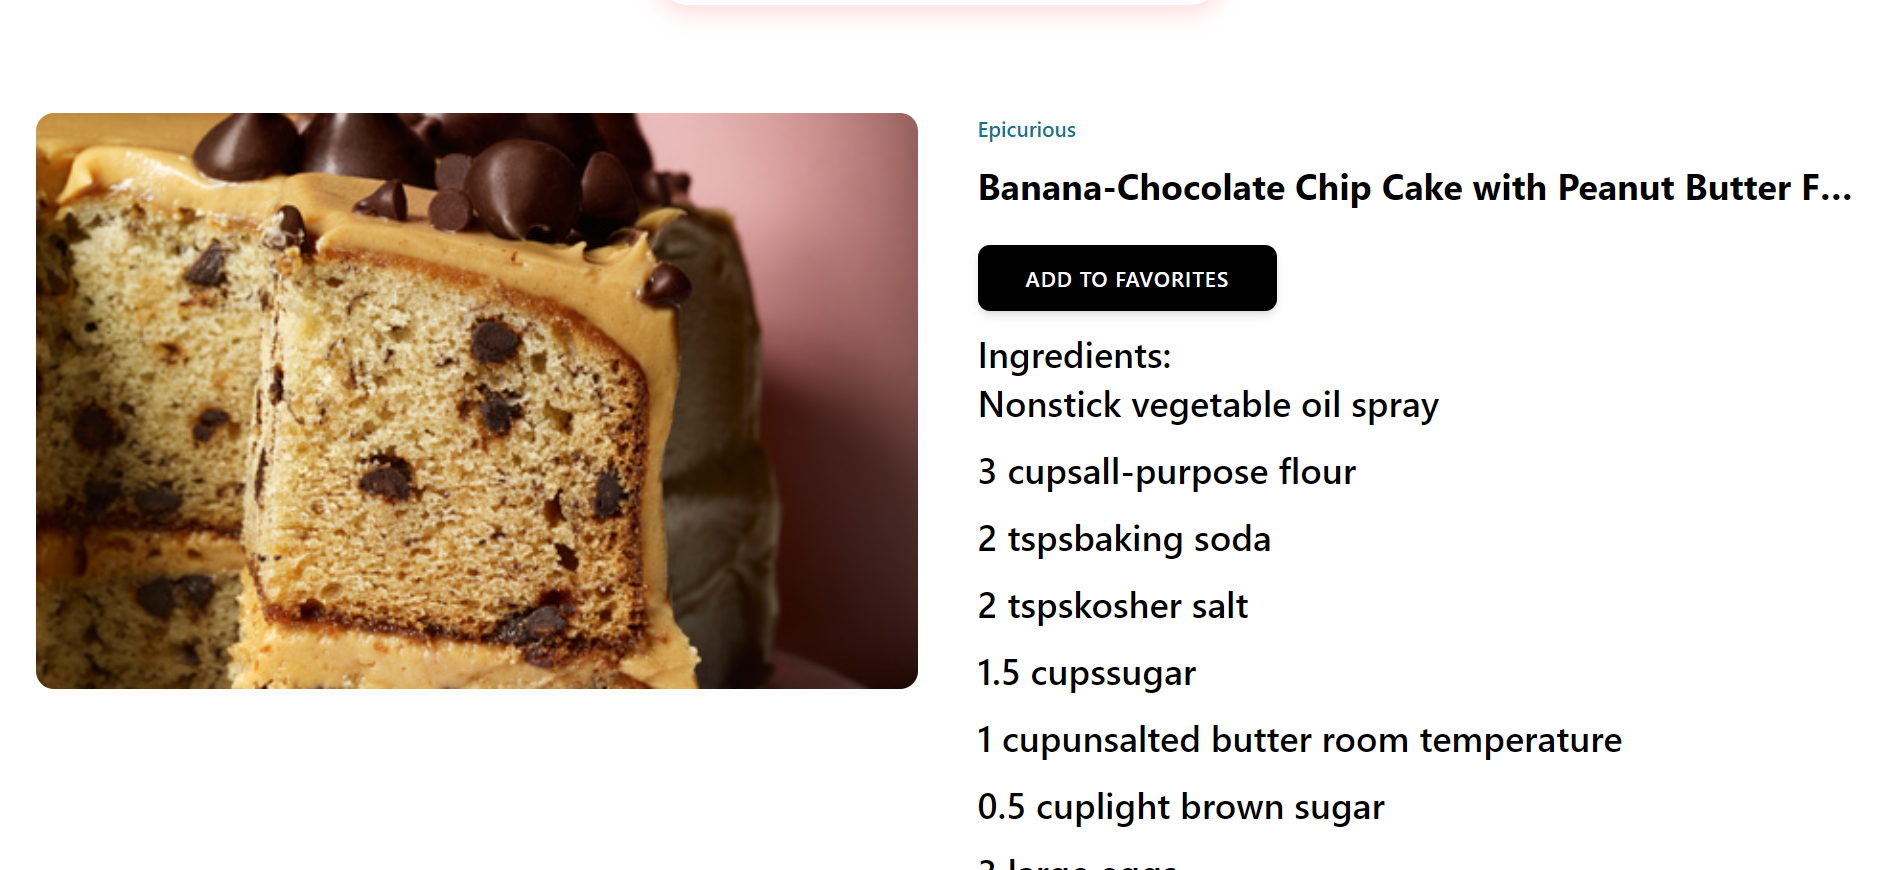 Epicurious
Banana-Chocolate Chip Cake with Peanut Butter F...
ADD TO FAVORITES
Ingredients:
Nonstick vegetable oil spray
3 cupsall-purpose flour
2 tspsbaking soda
2 tspskosher salt
1.5 cupssugar
1 cupunsalted butter room temperature
0.5 cuplight brown sugar
large eggs